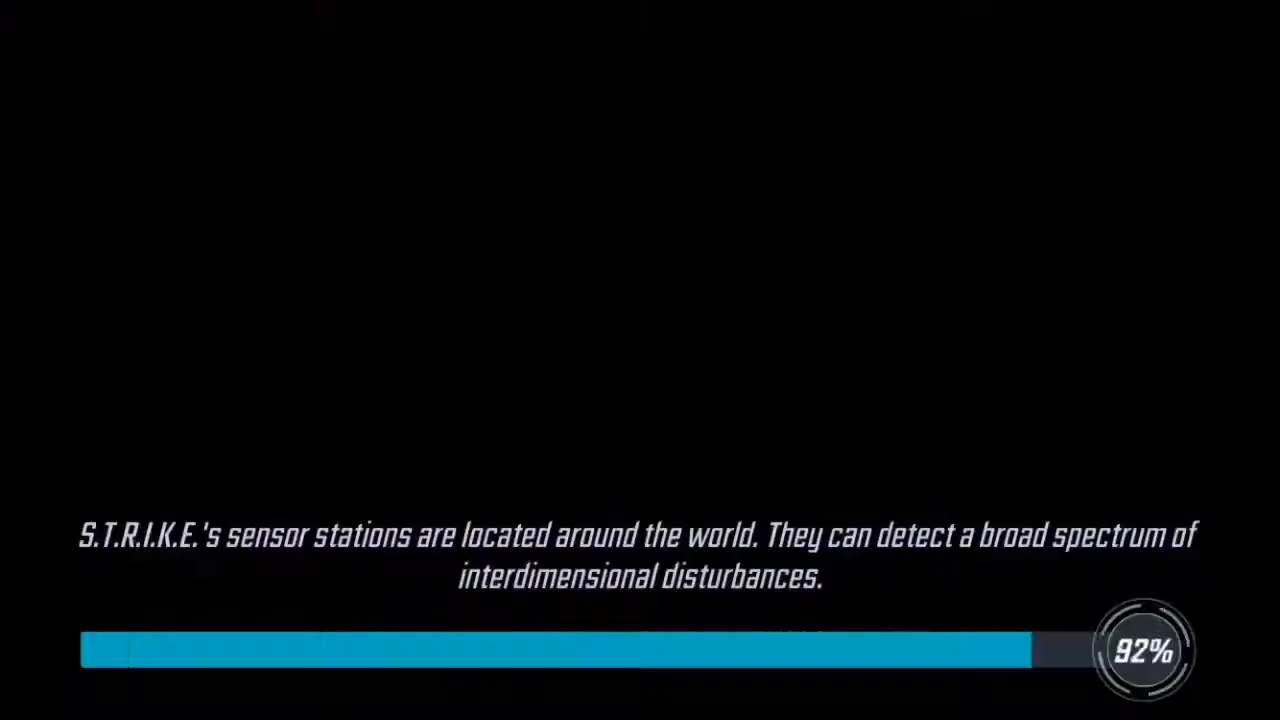 S.T.R.I.K.E.'s sensor stations are located around the world. They can detect a broad spectrum of
interdimensional disturbances.
92%